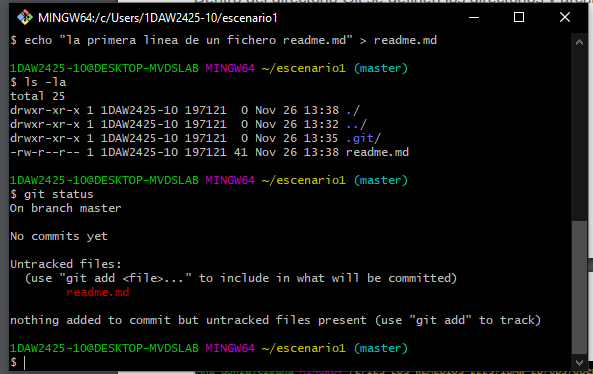 MINGW64:/c/Users/1DAW2425-10/escenario1
$ echo "la primera linea de un fichero readme.md" > readme.md
1DAW2425-10@DESKTOP-MVDSLAB MINGW64 ~/escenario1 (master)
$ ls -la
total 25
drwxr-xr-x 1 1DAW2425-10 197121  0 Nov 26 13:38 ./
drwxr-xr-x 1 1DAW2425-10 197121  0 Nov 26 13:32 ../
drwxr-xr-x 1 1DAW2425-10 197121  0 Nov 26 13:35 .git/
-rw-r--r-- 1 1DAW2425-10 197121 41 Nov 26 13:38 readme.md
1DAW2425-10@DESKTOP-MVDSLAB MINGW64 ~/escenario1 (master)
$ git status
On branch master
No commits yet
Untracked files:
  (use "git add <file>..." to include in what will be committed)
        readme.md
nothing added to commit but untracked files present (use "git add" to track)
1DAW2425-10@DESKTOP-MVDSLAB MINGW64 ~/escenario1 (master)
$